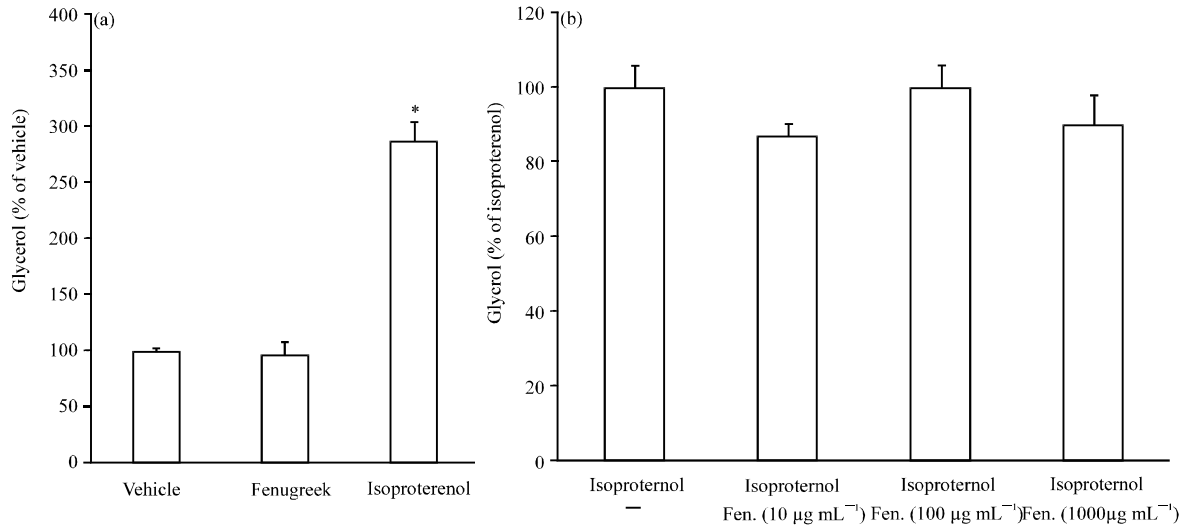 (a)
Glycerol (% of vehicle)
400
350
300
250
200
150
100
50
0
*
Vehicle Fenugreek Isoproterenol
(b)
Glycrol (% of isoproterenol)
120
100
80
60
40
20
0
Isoproternol Isoproternol Isoproternol Isoproternol
− Fen. (10 µg mL⁻¹) Fen. (100 µg mL⁻¹) Fen. (1000µg mL⁻¹)